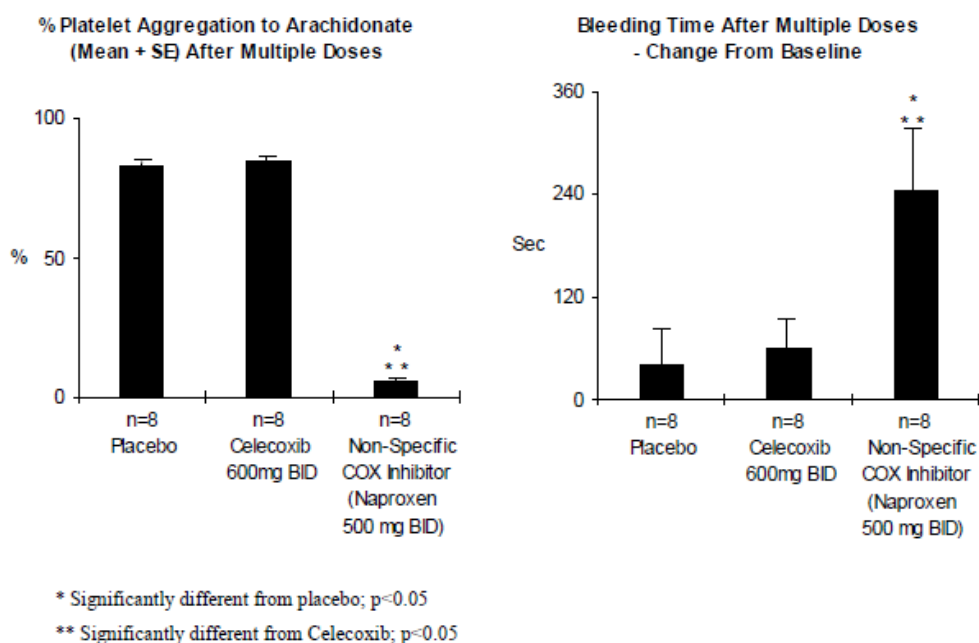 % Platelet Aggregation to Arachidonate
(Mean + SE) After Multiple Doses
100
%
50
*
**
0
n=8
Placebo
n=8
Celecoxib
600mg BID
n=8
Non-Specific
COX Inhibitor
(Naproxen
500 mg BID)
Bleeding Time After Multiple Doses
- Change From Baseline
360
*
**
240
Sec
120
0
n=8
Placebo
n=8
Celecoxib
600mg BID
n=8
Non-Specific
COX Inhibitor
(Naproxen
500 mg BID)
* Significantly different from placebo; p<0.05
** Significantly different from Celecoxib; p<0.05